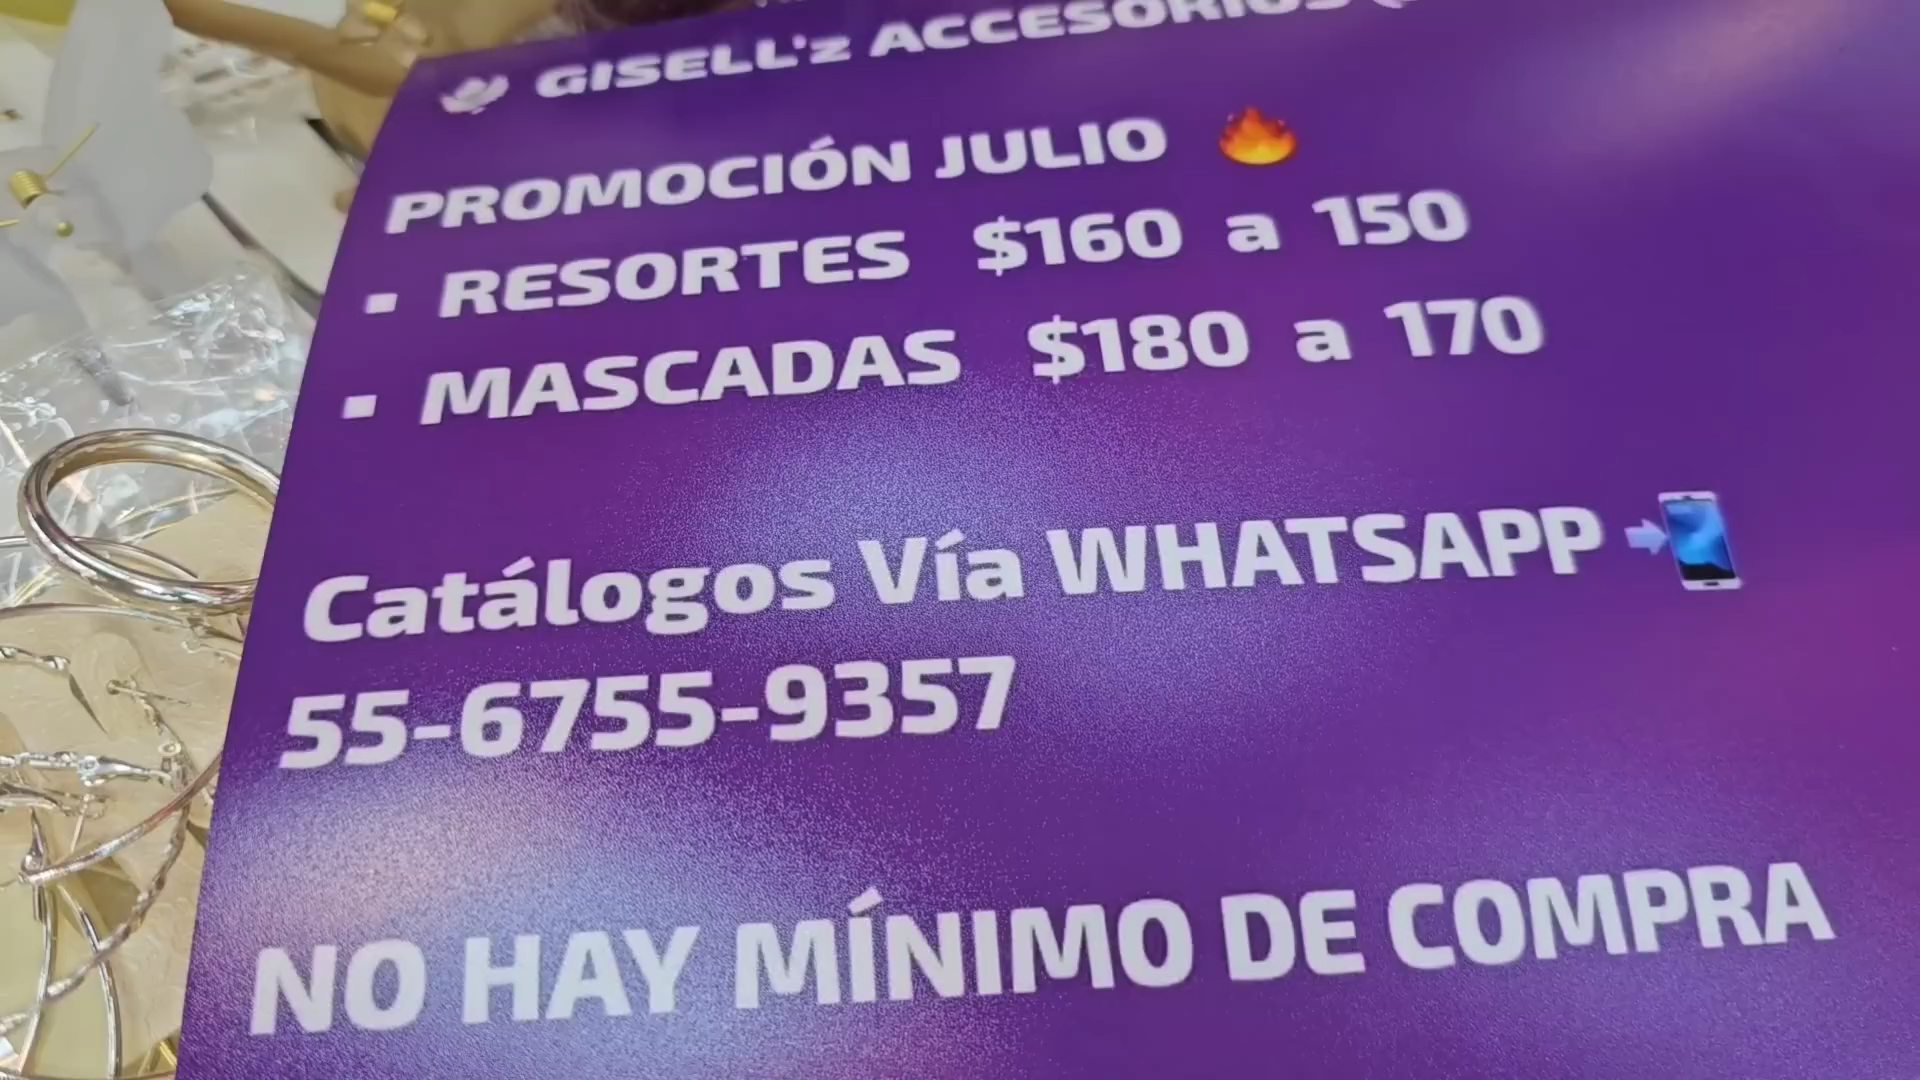 GISELL'z ACCESORIOS
PROMOCIÓN JULIO 🔥
▪ RESORTES $160 a 150
▪ MASCADAS $180 a 170
Catálogos Vía WHATSAPP 📲
55-6755-9357
NO HAY MÍNIMO DE COMPRA